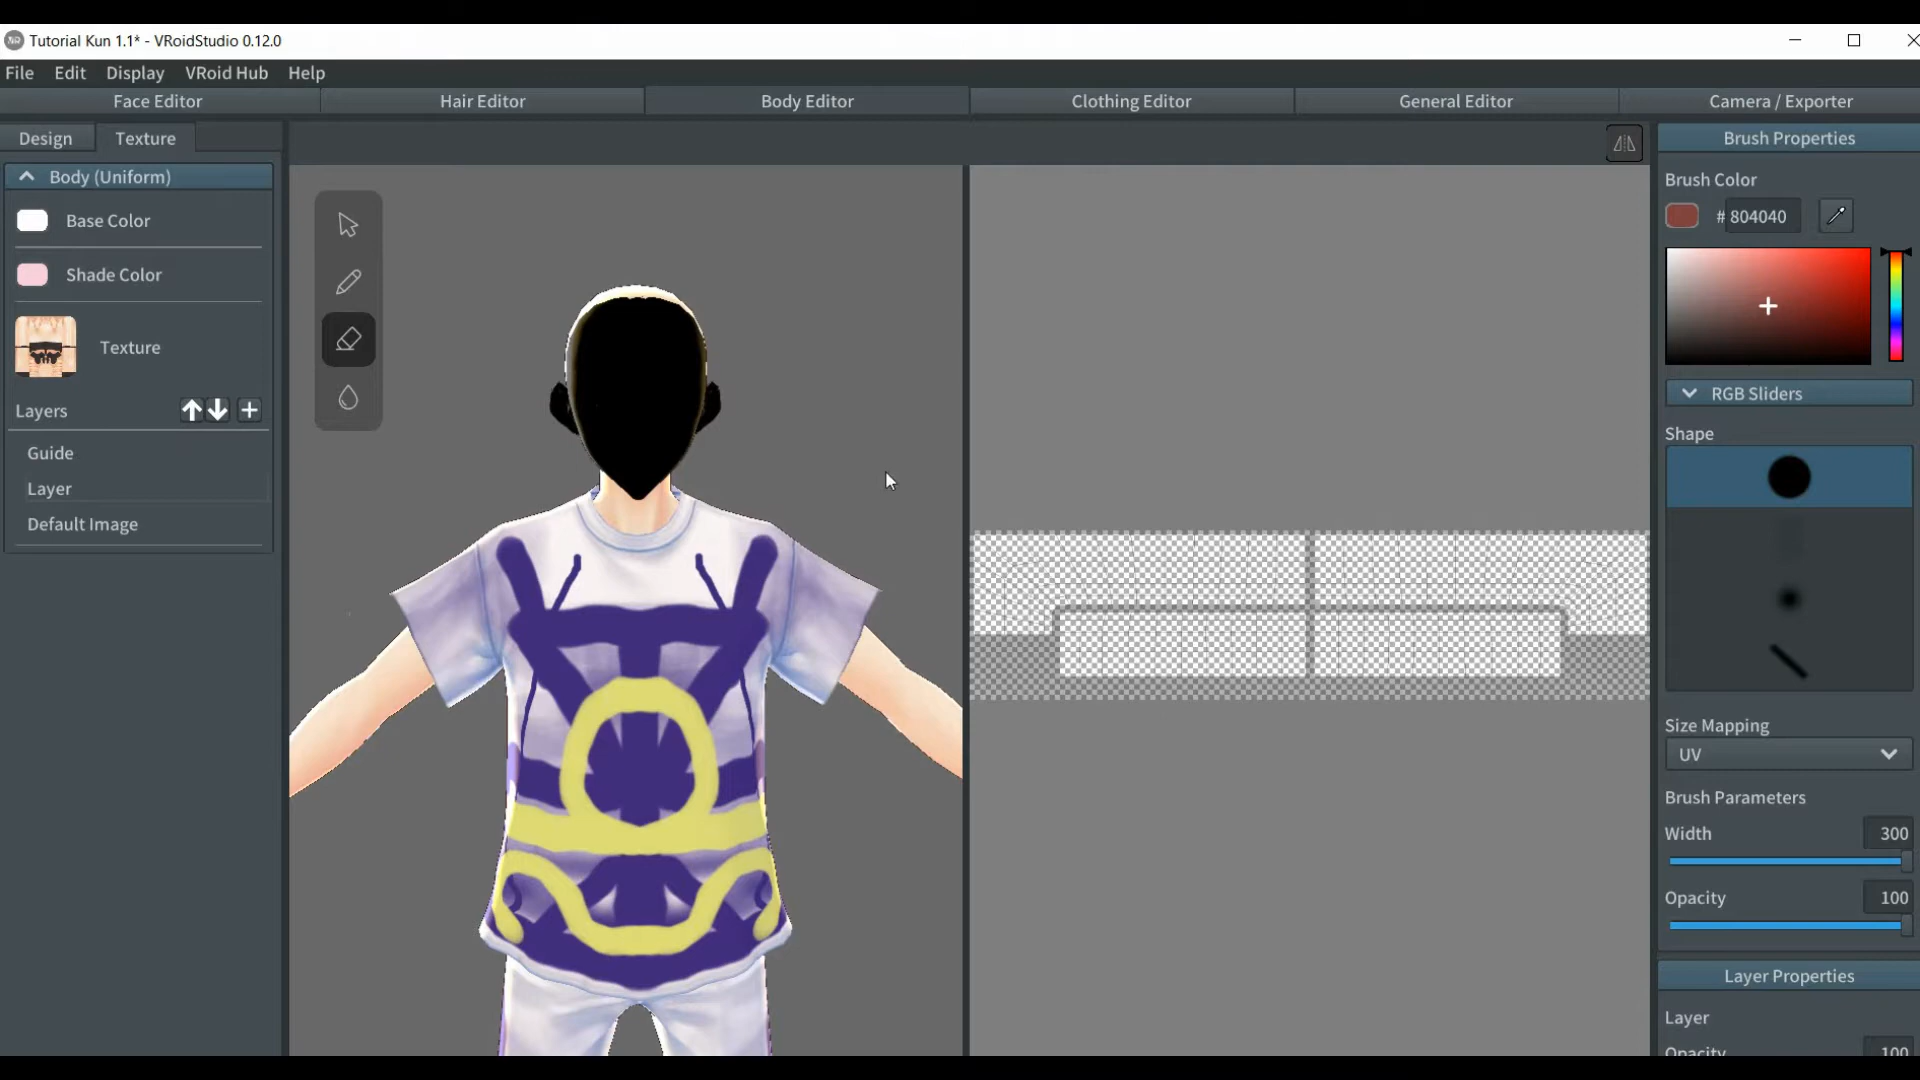 Tutorial Kun 1.1* - VRoidStudio 0.12.0
File Edit Display VRoid Hub Help
Face Editor Hair Editor Body Editor Clothing Editor General Editor Camera / Exporter
Design Texture
Body (Uniform)
Base Color
Shade Color
Texture
Layers
Guide
Layer
Default Image
Brush Properties
Brush Color
# 804040
RGB Sliders
Shape
Size Mapping
UV
Brush Parameters
Width 300
Opacity 100
Layer Properties
Layer
Opacity 100